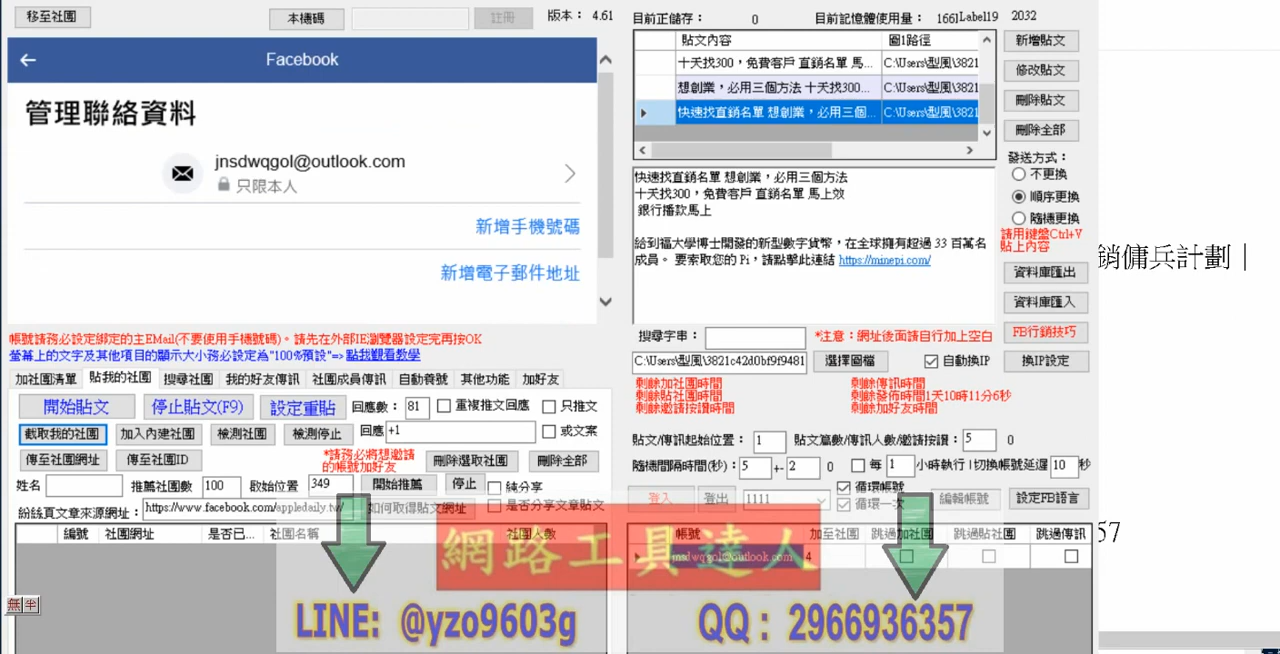 移至社團
本機碼
註冊
版本： 4.61
Facebook
管理聯絡資料
jnsdwqgol@outlook.com
只限本人
新增手機號碼
新增電子郵件地址
帳號請務必設定綁定的主EMail(不要使用手機號碼)。請先在外部IE瀏覽器設定完再按OK
螢幕上的文字及其他項目的顯示大小務必設定為"100%預設"=> 點我觀看教學
加社團清單 貼我的社團 搜尋社團 我的好友傳訊 社團成員傳訊 自動養號 其他功能 加好友
開始貼文 停止貼文(F9) 設定重貼 回應數： 81 重複推文回應 只推文
截取我的社團 加入內建社團 檢測社團 檢測停止 回應 +1 或文案
傳至社團網址 傳至社團ID *請務必將想邀請的帳號加好友 刪除選取社團 刪除全部
姓名 推薦社團數 100 啟始位置 349 開始推薦 停止 純分享
粉絲頁文章來源網址： https://www.facebook.com/appledaily.tw/ 如何取得貼文網址 是否分享文章貼文
編號 社團網址 是否已... 社團名稱 社團人數
目前正儲存： 0 目前記憶體使用量： 166 Label19 2032
貼文內容 圖1路徑
十天找300，免費客戶 直銷名單 馬... C:\Users\型風\3821
想創業，必用三個方法 十天找300... C:\Users\型風\3821
快速找直銷名單 想創業，必用三個... C:\Users\型風\3821
新增貼文
修改貼文
刪除貼文
刪除全部
發送方式：
不更換
順序更換
隨機更換
請用鍵盤Ctrl+V
貼上內容
資料庫匯出
資料庫匯入
FB行銷技巧
換IP設定
快速找直銷名單 想創業，必用三個方法
十天找300，免費客戶 直銷名單 馬上效
銀行播款馬上
給到福大學博士開發的新型數字貨幣，在全球擁有超過 33 百萬名
成員。 要索取您的 Pi，請點擊此連結 https://minepi.com/
搜尋字串： *注意：網址後面請自行加上空白
C:\Users\型風\3821c42d0bf9f9481 選擇圖檔 自動換IP
剩餘加社團時間 剩餘傳訊時間
剩餘貼社團時間 剩餘發佈時間1天10時11分6秒
剩餘邀請按讚時間 剩餘加好友時間
貼文/傳訊起始位置： 1 貼文篇數/傳訊人數/邀請按讚： 5 0
隨機間隔時間(秒)： 5 +- 2 0 每 1 小時執行 1 切換帳號延遲 10 秒
登入 登出 1111 循環帳號 循環一次 編輯帳號 設定FB語言
帳號 加至社團 跳過加社團 跳過貼社團 跳過傳訊
jnsdwqgol@outlook.com 4
銷傭兵計劃｜
57
網路工具達人
LINE: @yzo9603g
QQ： 2966936357
無 半